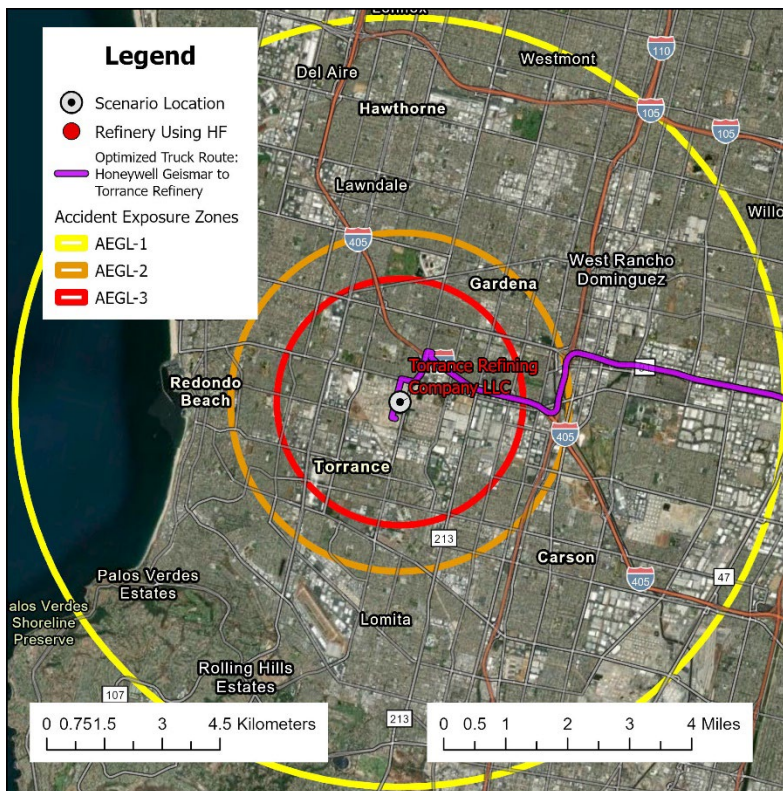 Legend
Scenario Location
Refinery Using HF
Optimized Truck Route:
Honeywell Geismar to
Torrance Refinery
Accident Exposure Zones
AEGL-1
AEGL-2
AEGL-3
Westmont
110
Del Aire
Hawthorne
105
105
Lawndale
405
West Rancho
Dominguez
Gardena
Torrance Refining
Company LLC
Redondo
Beach
405
Torrance
213
Carson
405
47
Palos Verdes
Estates
alos Verdes
Shoreline
Preserve
Lomita
Rolling Hills
Estates
107
213
0 0.75 1.5 3 4.5 Kilometers
0 0.5 1 2 3 4 Miles